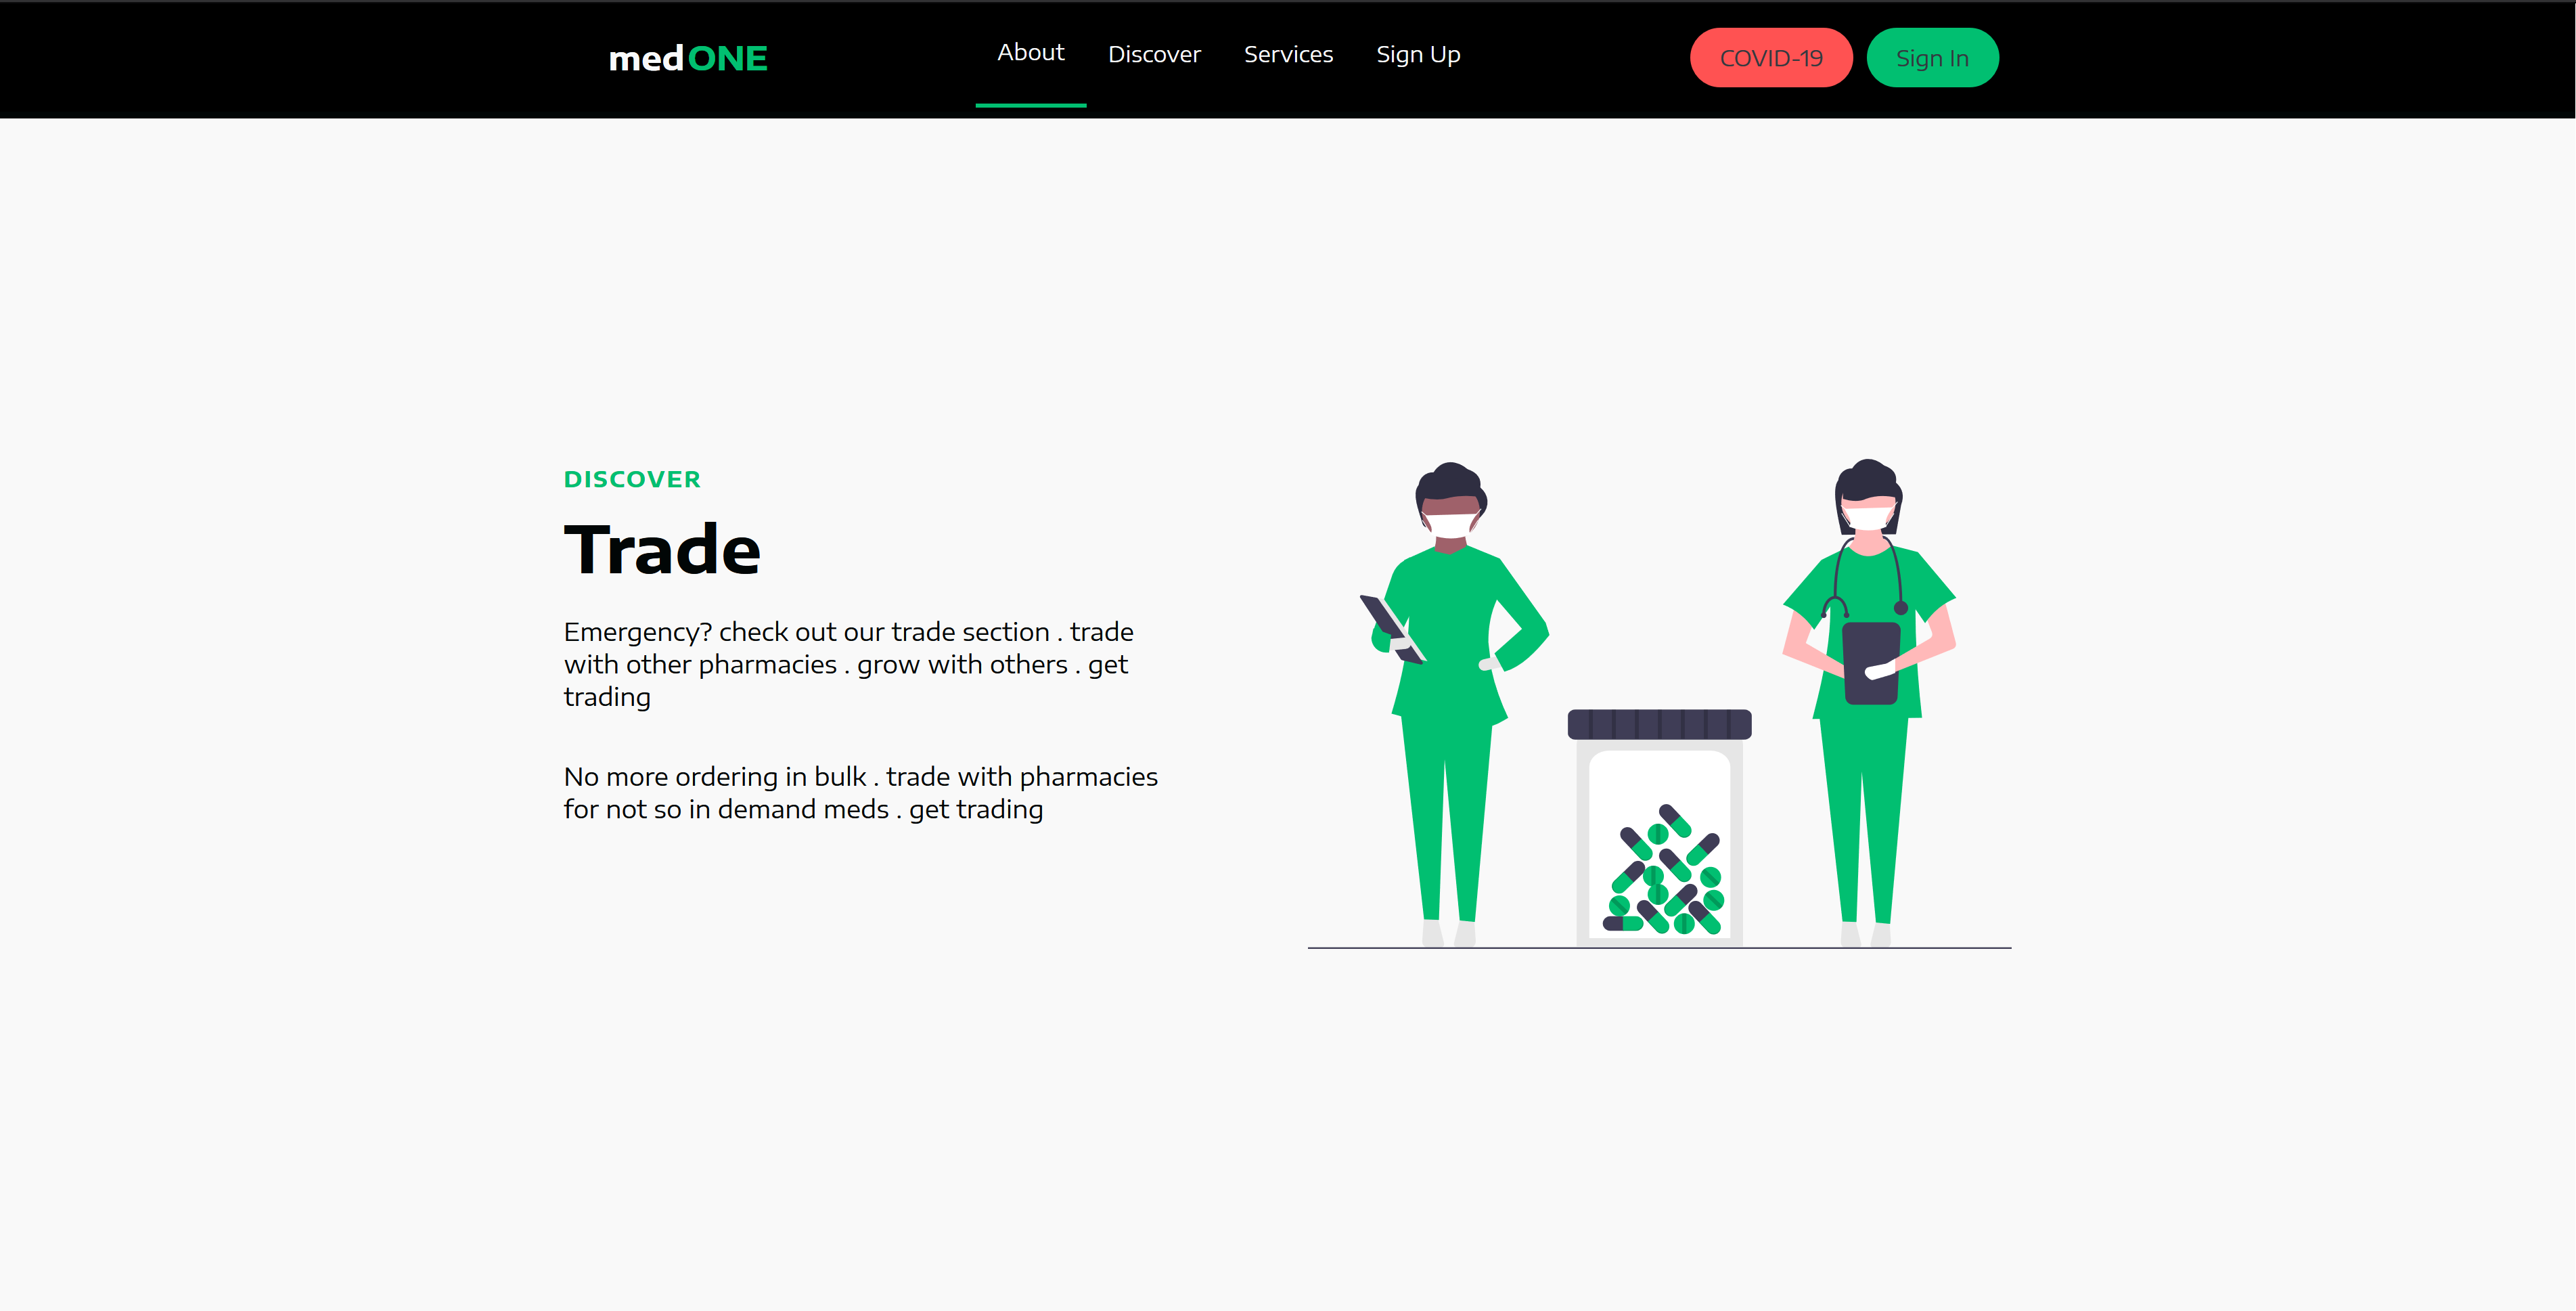 medONE
About Discover Services Sign Up
COVID-19 Sign In
DISCOVER
Trade
Emergency? check out our trade section . trade
with other pharmacies . grow with others . get
trading
No more ordering in bulk . trade with pharmacies
for not so in demand meds . get trading